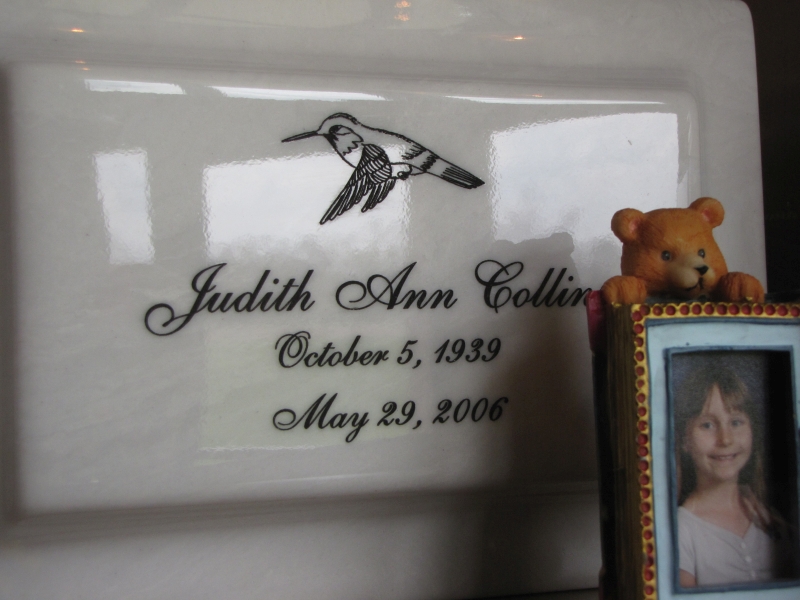 Judith Ann Collin
October 5, 1939
May 29, 2006